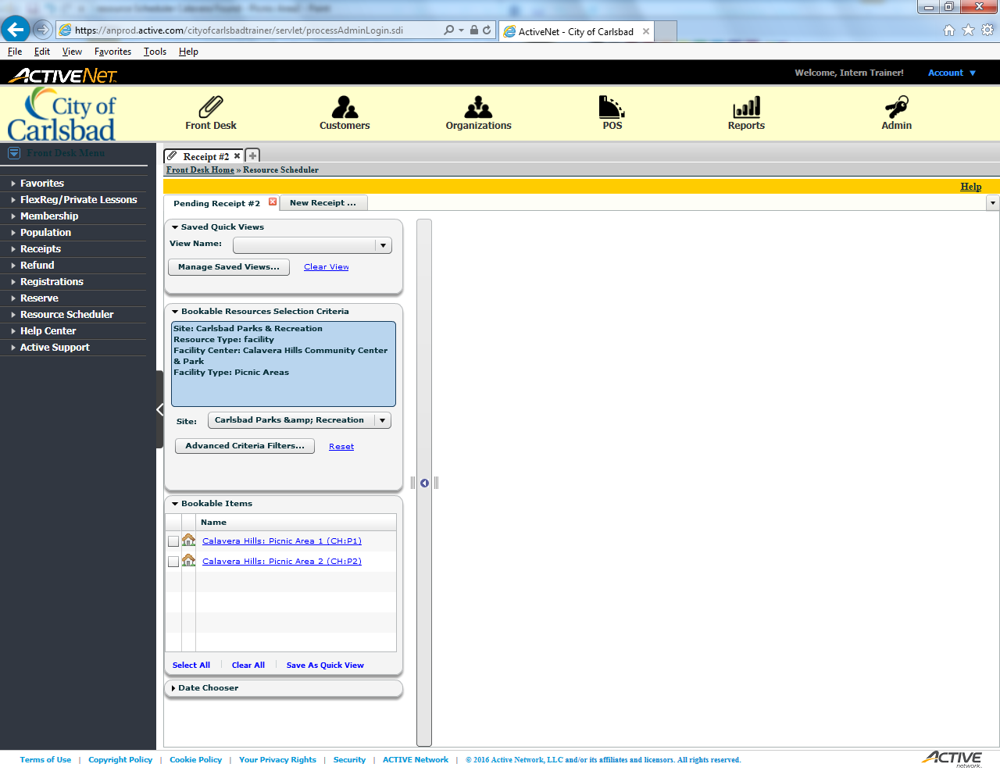 https://anprod.active.com/cityofcarlsbadtrainer/servlet/processAdminLogin.sdi
ActiveNet - City of Carlsbad
File Edit View Favorites Tools Help
ACTIVENET
Welcome, Intern Trainer! Account
City of
Carlsbad
Front Desk
Customers
Organizations
POS
Reports
Admin
Front Desk Menu
Favorites
FlexReg/Private Lessons
Membership
Population
Receipts
Refund
Registrations
Reserve
Resource Scheduler
Help Center
Active Support
Receipt #2
Front Desk Home » Resource Scheduler
Help
Pending Receipt #2
New Receipt ...
Saved Quick Views
View Name:
Manage Saved Views...
Clear View
Bookable Resources Selection Criteria
Site: Carlsbad Parks & Recreation
Resource Type: facility
Facility Center: Calavera Hills Community Center
& Park
Facility Type: Picnic Areas
Site: Carlsbad Parks &amp; Recreation
Advanced Criteria Filters...
Reset
Bookable Items
Name
Calavera Hills: Picnic Area 1 (CH:P1)
Calavera Hills: Picnic Area 2 (CH:P2)
Select All
Clear All
Save As Quick View
Date Chooser
Terms of Use | Copyright Policy | Cookie Policy | Your Privacy Rights | Security | ACTIVE Network | © 2016 Active Network, LLC and/or its affiliates and licensors. All rights reserved.
ACTIVE
network